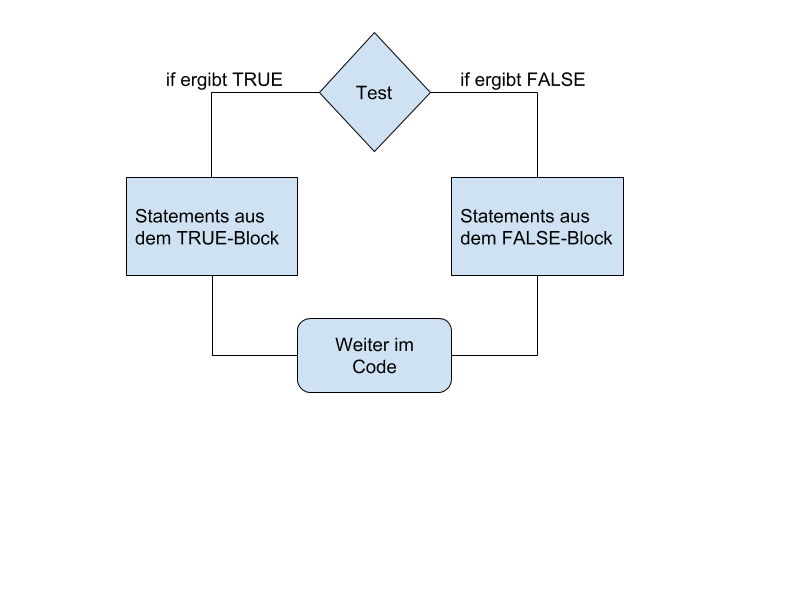 if ergibt TRUE
if ergibt FALSE
Test
Statements aus
dem TRUE-Block
Statements aus
dem FALSE-Block
Weiter im
Code